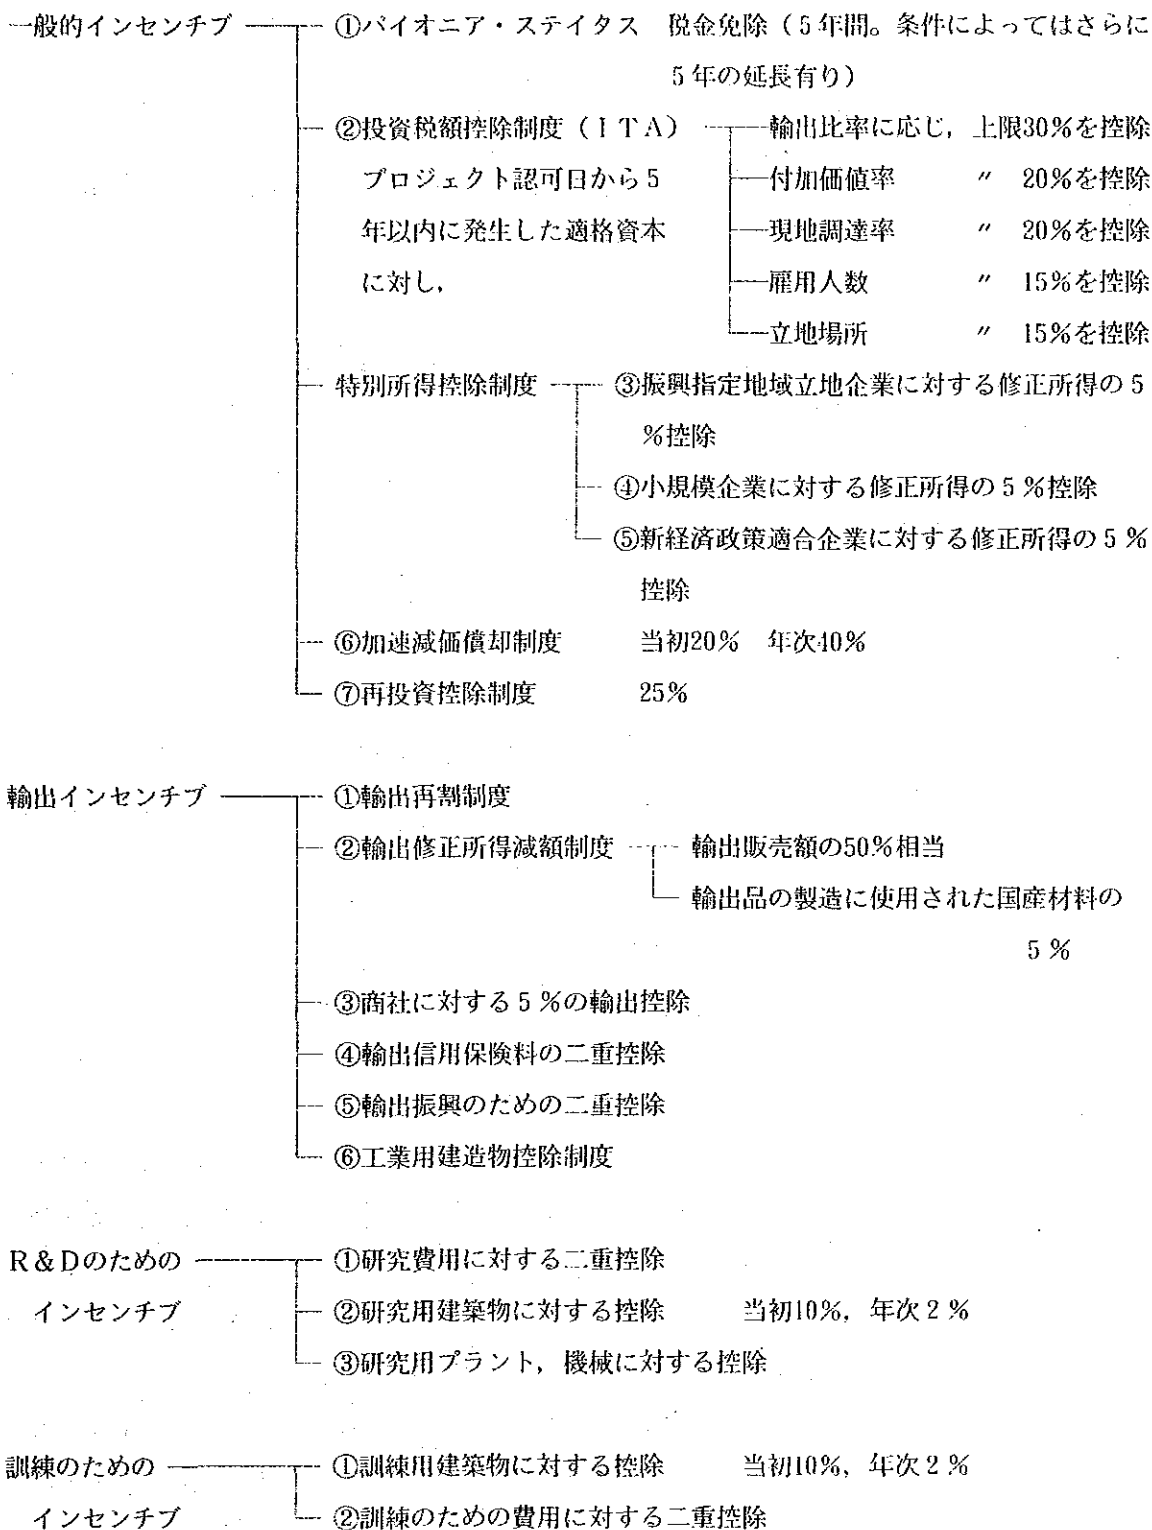 一般的インセンチブ ①パイオニア・ステイタス 税金免除(5年間。条件によってはさらに
5年の延長有り)
②投資税額控除制度(ITA) 輸出比率に応じ，上限30％を控除
プロジェクト認可日から5 付加価値率 〃 20％を控除
年以内に発生した適格資本 現地調達率 〃 20％を控除
に対し， 雇用人数 〃 15％を控除
立地場所 〃 15％を控除
特別所得控除制度 ③振興指定地域立地企業に対する修正所得の5
％控除
④小規模企業に対する修正所得の5％控除
⑤新経済政策適合企業に対する修正所得の5％
控除
⑥加速減価償却制度 当初20％ 年次40％
⑦再投資控除制度 25％
輸出インセンチブ ①輸出再割制度
②輸出修正所得減額制度 輸出販売額の50％相当
輸出品の製造に使用された国産材料の
5％
③商社に対する5％の輸出控除
④輸出信用保険料の二重控除
⑤輸出振興のための二重控除
⑥工業用建造物控除制度
R&Dのための ①研究費用に対する二重控除
インセンチブ ②研究用建築物に対する控除 当初10％，年次2％
③研究用プラント，機械に対する控除
訓練のための ①訓練用建築物に対する控除 当初10％，年次2％
インセンチブ ②訓練のための費用に対する二重控除